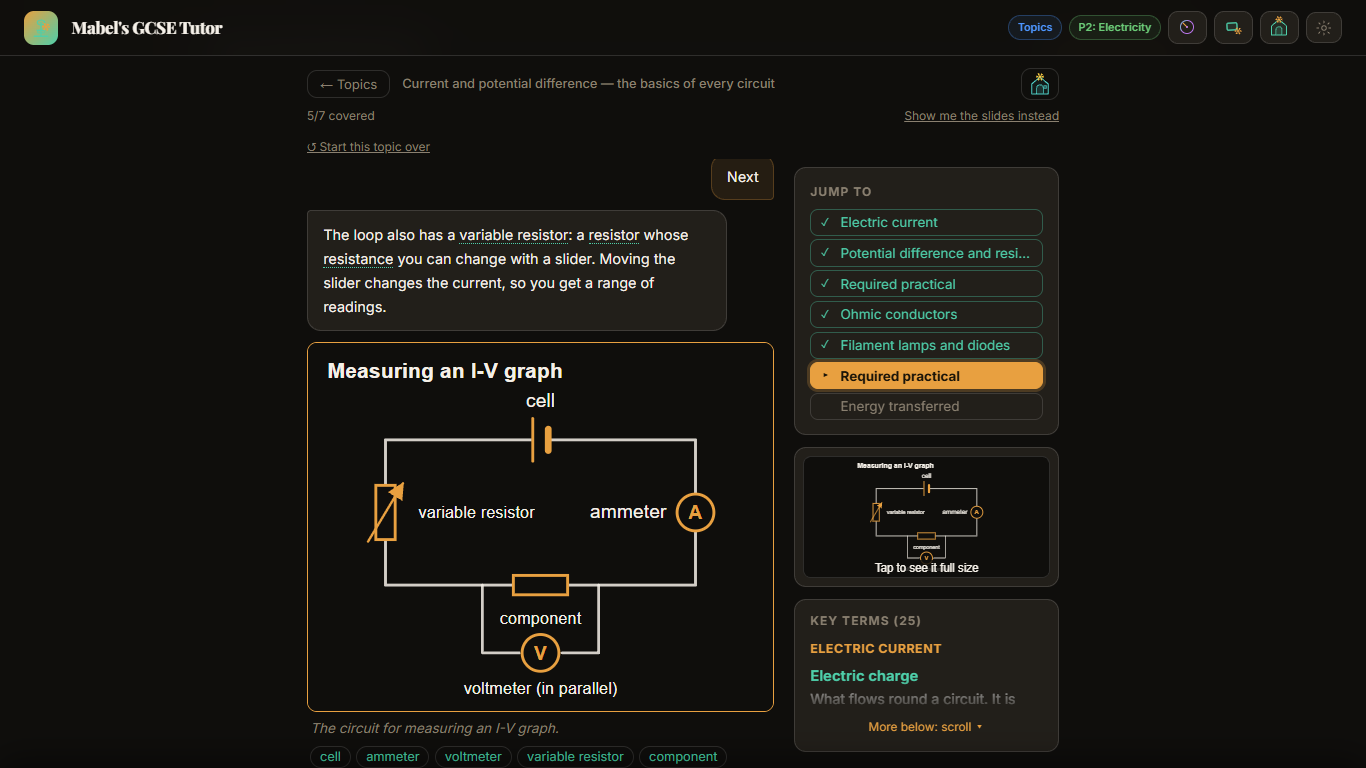 Mabel's GCSE Tutor
Topics
P2: Electricity
← Topics
Current and potential difference — the basics of every circuit
5/7 covered
Show me the slides instead
↺ Start this topic over
Next
The loop also has a variable resistor: a resistor whose
resistance you can change with a slider. Moving the
slider changes the current, so you get a range of
readings.
Measuring an I-V graph
cell
variable resistor
ammeter
A
component
V
voltmeter (in parallel)
The circuit for measuring an I-V graph.
cell
ammeter
voltmeter
variable resistor
component
JUMP TO
✓ Electric current
✓ Potential difference and resi...
✓ Required practical
✓ Ohmic conductors
✓ Filament lamps and diodes
Required practical
Energy transferred
Measuring an I-V graph
cell
variable resistor
ammeter
A
component
V
Tap to see it full size
KEY TERMS (25)
ELECTRIC CURRENT
Electric charge
What flows round a circuit. It is
More below: scroll